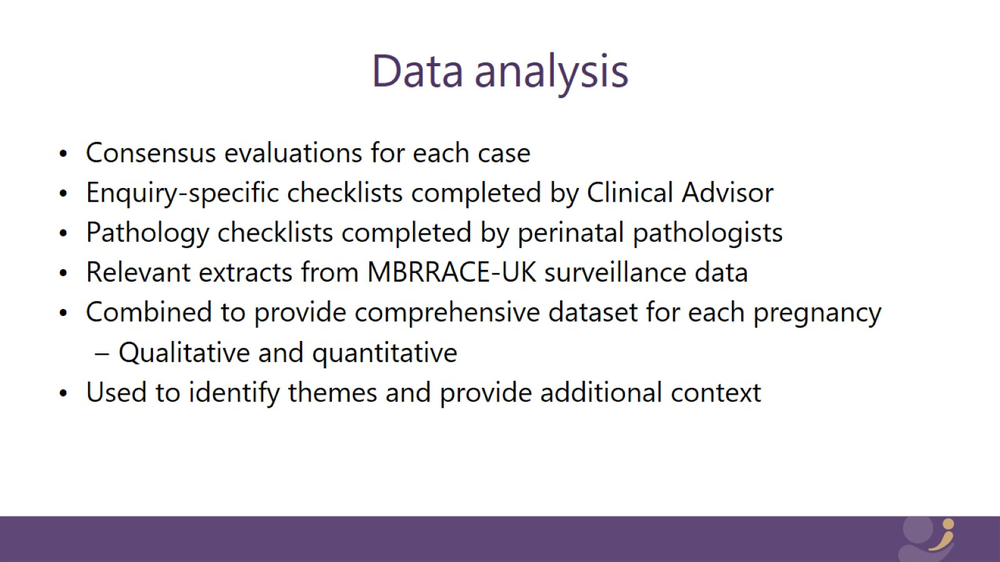 Data analysis
• Consensus evaluations for each case
• Enquiry-specific checklists completed by Clinical Advisor
• Pathology checklists completed by perinatal pathologists
• Relevant extracts from MBRRACE-UK surveillance data
• Combined to provide comprehensive dataset for each pregnancy
– Qualitative and quantitative
• Used to identify themes and provide additional context